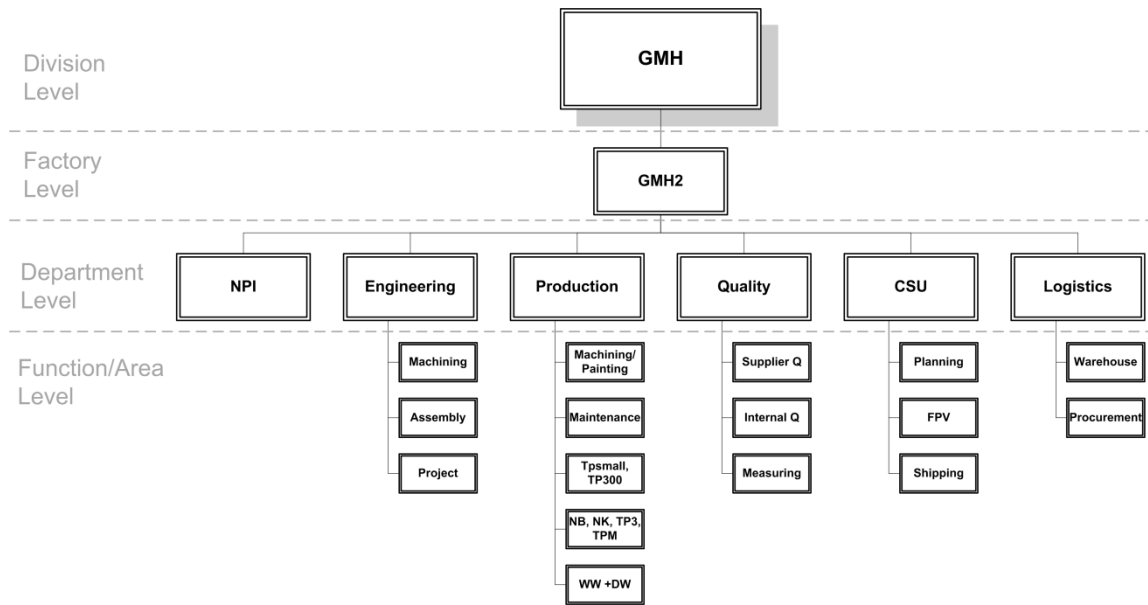 Division
Level
GMH
Factory
Level
GMH2
Department
Level
NPI
Engineering
Production
Quality
CSU
Logistics
Function/Area
Level
Machining
Assembly
Project
Machining/
Painting
Maintenance
Tpsmall,
TP300
NB, NK, TP3,
TPM
WW +DW
Supplier Q
Internal Q
Measuring
Planning
FPV
Shipping
Warehouse
Procurement